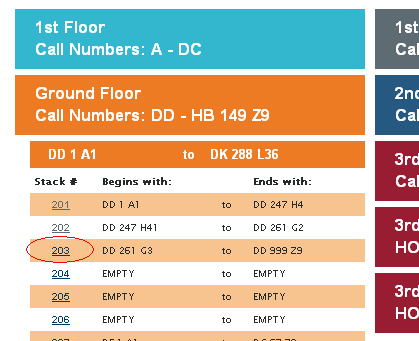 1st Floor
Call Numbers: A - DC
Ground Floor
Call Numbers: DD - HB 149 Z9
DD 1 A1 to DK 288 L36
Stack # Begins with: Ends with:
201 DD 1 A1 to DD 247 H4
202 DD 247 H41 to DD 261 G2
203 DD 261 G3 to DD 999 Z9
204 EMPTY to EMPTY
205 EMPTY to EMPTY
206 EMPTY to EMPTY
1st
Cal
2nd
Cal
3rd
Cal
3rd
HO
3rd
HO